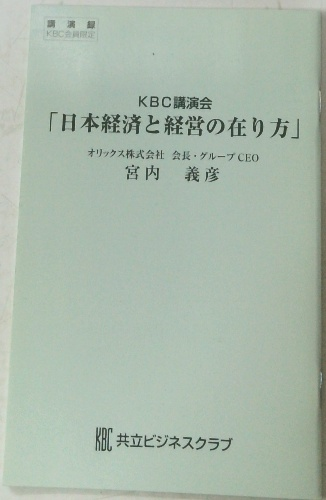 講演録
KBC会員限定
KBC講演会
「日本経済と経営の在り方」
オリックス株式会社 会長・グループCEO
宮内 義彦
KBC 共立ビジネスクラブ